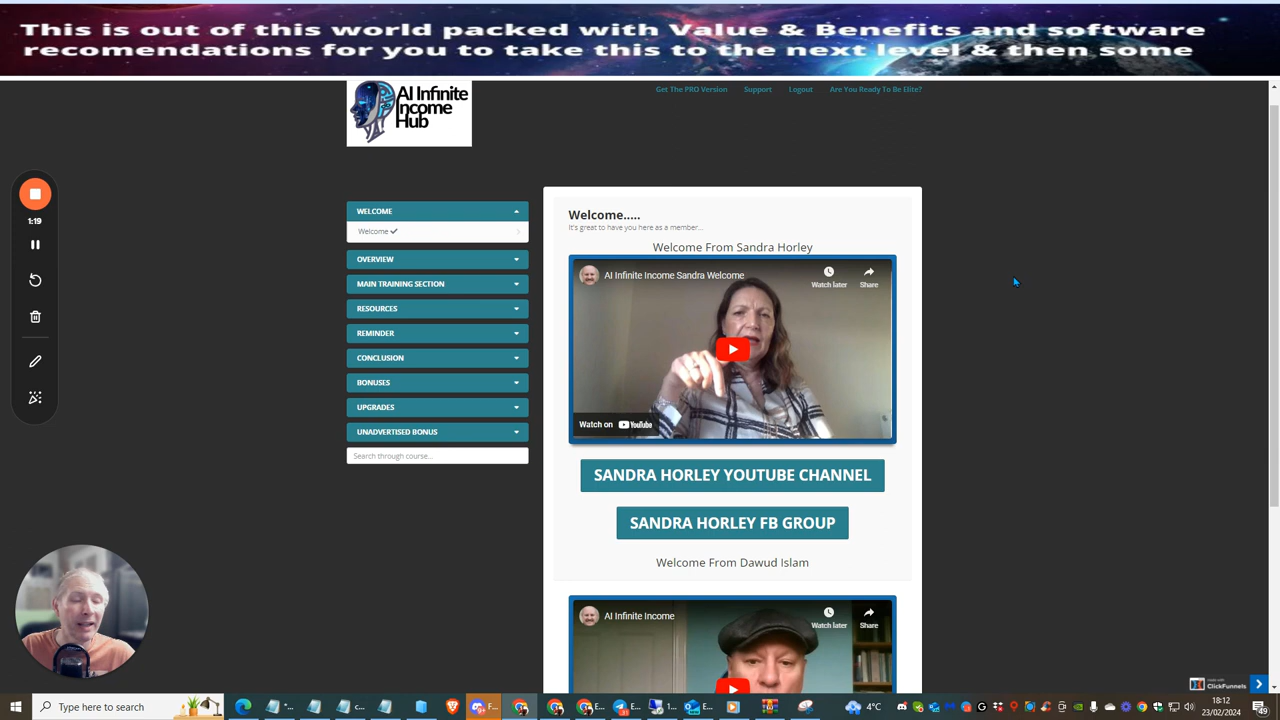 This is out of this world packed with Value & Benefits and software
recomendations for you to take this to the next level & then some
AI Infinite
Income
Hub
Get The PRO Version
Support
Logout
Are You Ready To Be Elite?
1:19
WELCOME
Welcome
OVERVIEW
MAIN TRAINING SECTION
RESOURCES
REMINDER
CONCLUSION
BONUSES
UPGRADES
UNADVERTISED BONUS
Search through course...
Welcome.....
It's great to have you here as a member...
Welcome From Sandra Horley
AI Infinite Income Sandra Welcome
Watch later
Share
Watch on YouTube
SANDRA HORLEY YOUTUBE CHANNEL
SANDRA HORLEY FB GROUP
Welcome From Dawud Islam
AI Infinite Income
Watch later
Share
made with
ClickFunnels
Type here to search
4°C
18:12
23/02/2024